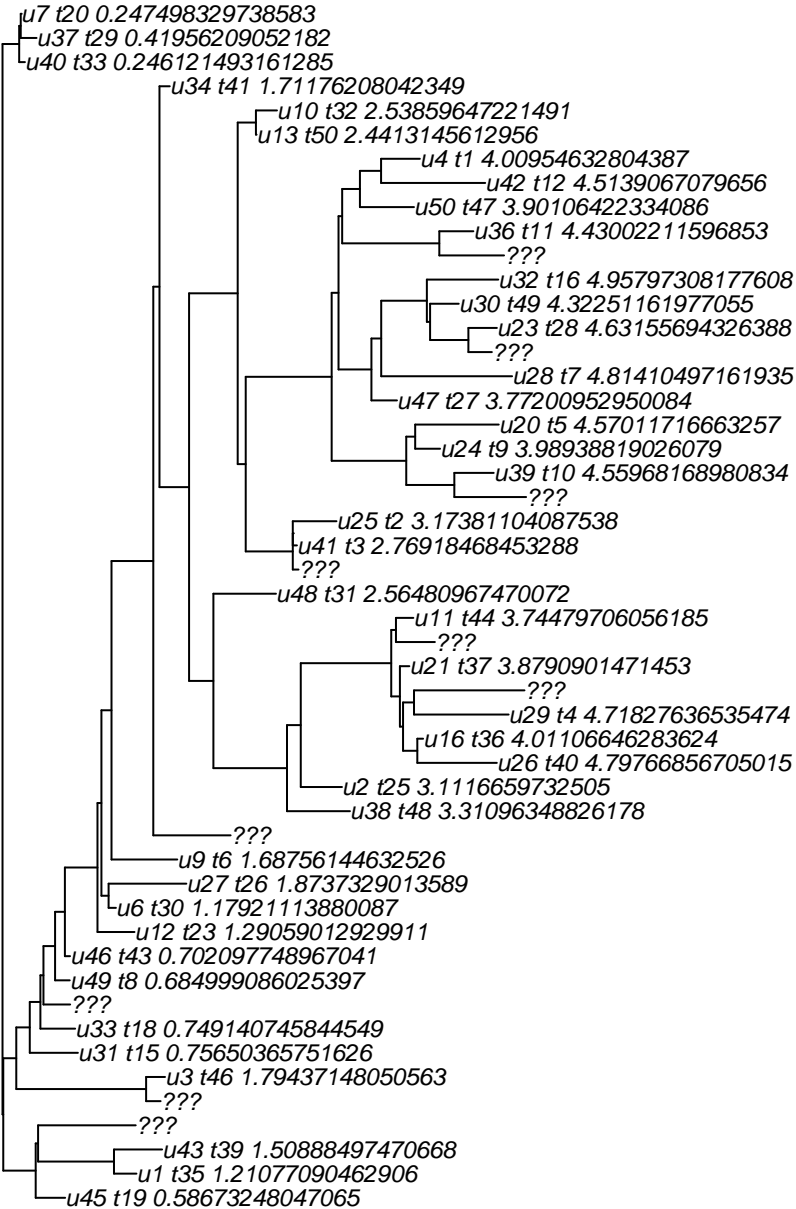 u7 t20 0.247498329738583
u37 t29 0.41956209052182
u40 t33 0.246121493161285
u34 t41 1.71176208042349
u10 t32 2.53859647221491
u13 t50 2.4413145612956
u4 t1 4.00954632804387
u42 t12 4.5139067079656
u50 t47 3.90106422334086
u36 t11 4.43002211596853
???
u32 t16 4.95797308177608
u30 t49 4.32251161977055
u23 t28 4.63155694326388
???
u28 t7 4.81410497161935
u47 t27 3.77200952950084
u20 t5 4.57011716663257
u24 t9 3.98938819026079
u39 t10 4.55968168980834
???
u25 t2 3.17381104087538
u41 t3 2.76918468453288
???
u48 t31 2.56480967470072
u11 t44 3.74479706056185
???
u21 t37 3.8790901471453
???
u29 t4 4.71827636535474
u16 t36 4.01106646283624
u26 t40 4.79766856705015
u2 t25 3.1116659732505
u38 t48 3.31096348826178
???
u9 t6 1.68756144632526
u27 t26 1.8737329013589
u6 t30 1.17921113880087
u12 t23 1.29059012929911
u46 t43 0.702097748967041
u49 t8 0.684999086025397
???
u33 t18 0.749140745844549
u31 t15 0.75650365751626
u3 t46 1.79437148050563
???
???
u43 t39 1.50888497470668
u1 t35 1.21077090462906
u45 t19 0.58673248047065